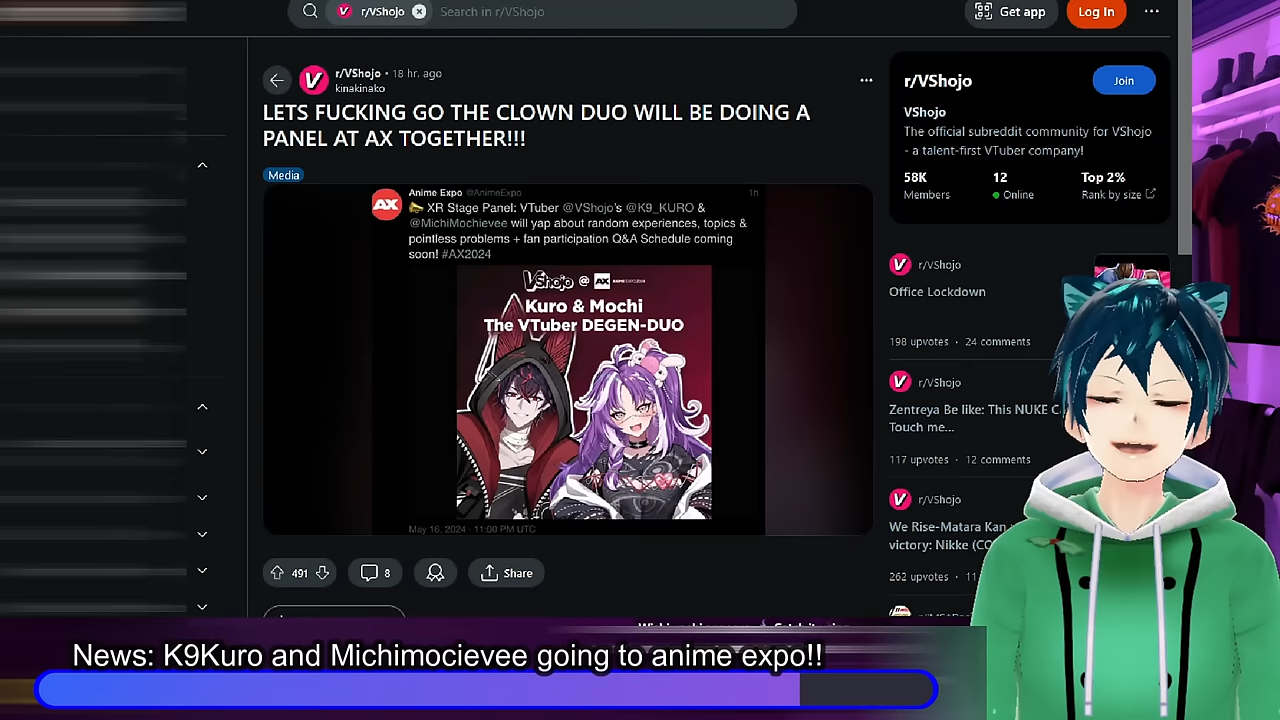 r/VShojo
Search in r/VShojo
Get app
Log In
r/VShojo • 18 hr. ago
kinakinako
LETS FUCKING GO THE CLOWN DUO WILL BE DOING A
PANEL AT AX TOGETHER!!!
Media
AX
Anime Expo @AnimeExpo
1h
XR Stage Panel: VTuber @VShojo's @K9_KURO &
@MichiMochievee will yap about random experiences, topics &
pointless problems + fan participation Q&A Schedule coming
soon! #AX2024
VShojo @ AX
Kuro & Mochi
The VTuber DEGEN-DUO
May 16, 2024 · 11:00 PM UTC
491
8
Share
r/VShojo
Join
VShojo
The official subreddit community for VShojo
- a talent-first VTuber company!
58K
12
Top 2%
Members
Online
Rank by size
r/VShojo
Office Lockdown
198 upvotes · 24 comments
r/VShojo
Zentreya Be like: This NUKE
Touch me...
117 upvotes · 12 comments
r/VShojo
We Rise-Matara Kan
victory: Nikke
262 upvotes · 11
News: K9Kuro and Michimocievee going to anime expo!!